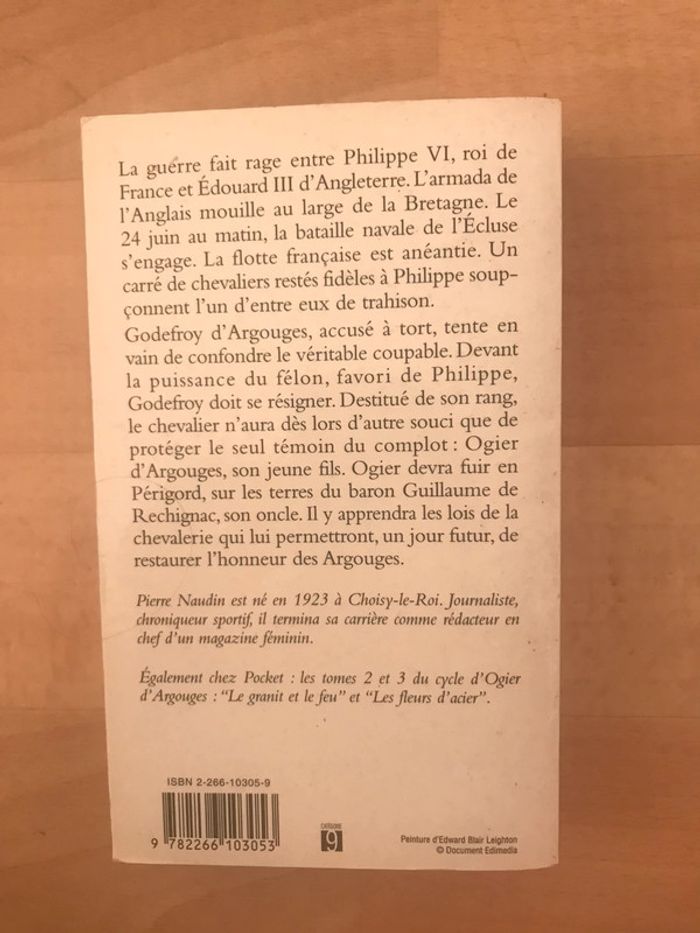 La guerre fait rage entre Philippe VI, roi de
France et Édouard III d'Angleterre. L'armada de
l'Anglais mouille au large de la Bretagne. Le
24 juin au matin, la bataille navale de l'Écluse
s'engage. La flotte française est anéantie. Un
carré de chevaliers restés fidèles à Philippe soup-
çonnent l'un d'entre eux de trahison.
Godefroy d'Argouges, accusé à tort, tente en
vain de confondre le véritable coupable. Devant
la puissance du félon, favori de Philippe,
Godefroy doit se résigner. Destitué de son rang,
le chevalier n'aura dès lors d'autre souci que de
protéger le seul témoin du complot : Ogier
d'Argouges, son jeune fils. Ogier devra fuir en
Périgord, sur les terres du baron Guillaume de
Rechignac, son oncle. Il y apprendra les lois de la
chevalerie qui lui permettront, un jour futur, de
restaurer l'honneur des Argouges.
Pierre Naudin est né en 1923 à Choisy-le-Roi. Journaliste,
chroniqueur sportif, il termina sa carrière comme rédacteur en
chef d'un magazine féminin.
Également chez Pocket : les tomes 2 et 3 du cycle d'Ogier
d'Argouges : "Le granit et le feu" et "Les fleurs d'acier".
ISBN 2-266-10305-9
9 782266 103053
CATÉGORIE
9
Peinture d'Edward Blair Leighton
© Document Edimedia